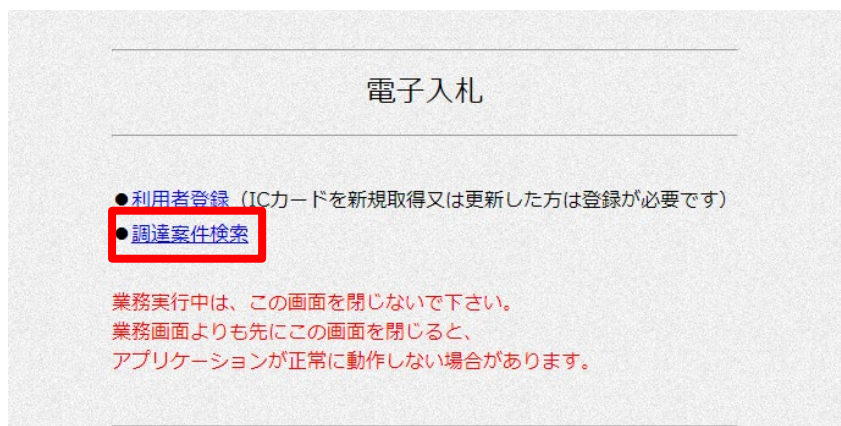 電子入札
●利用者登録（ICカードを新規取得又は更新した方は登録が必要です）
●調達案件検索
業務実行中は、この画面を閉じないで下さい。
業務画面よりも先にこの画面を閉じると、
アプリケーションが正常に動作しない場合があります。